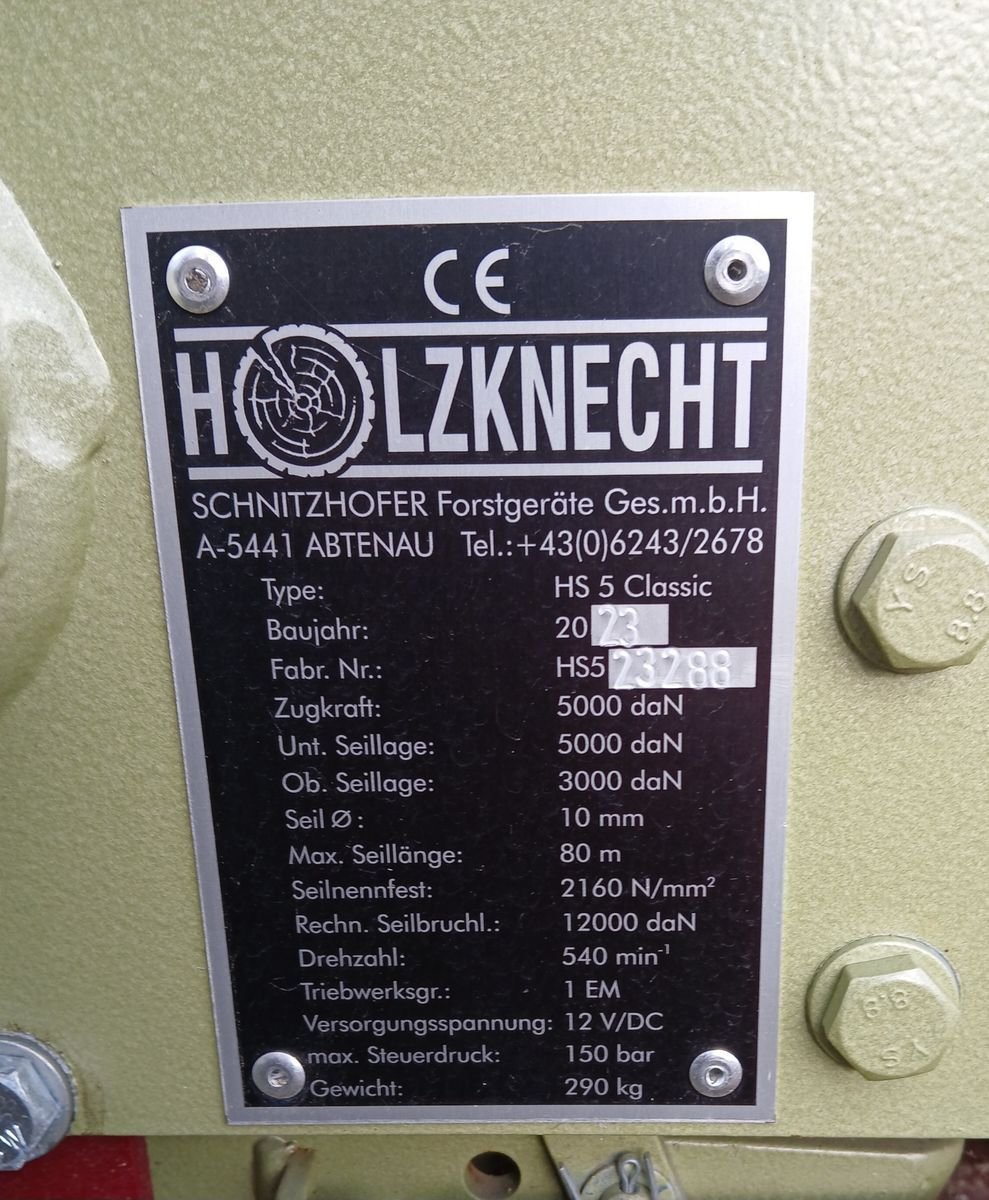 CE
HOLZKNECHT
SCHNITZHOFER Forstgeräte Ges.m.b.H.
A-5441 ABTENAU Tel.:+43(0)6243/2678
Type: HS 5 Classic
Baujahr: 2023
Fabr. Nr.: HS523288
Zugkraft: 5000 daN
Unt. Seillage: 5000 daN
Ob. Seillage: 3000 daN
Seil Ø : 10 mm
Max. Seillänge: 80 m
Seilnennfest: 2160 N/mm²
Rechn. Seilbruchl.: 12000 daN
Drehzahl: 540 min⁻¹
Triebwerksgr.: 1 EM
Versorgungsspannung: 12 V/DC
max. Steuerdruck: 150 bar
Gewicht: 290 kg
YS
8.8
8.8
YS
W